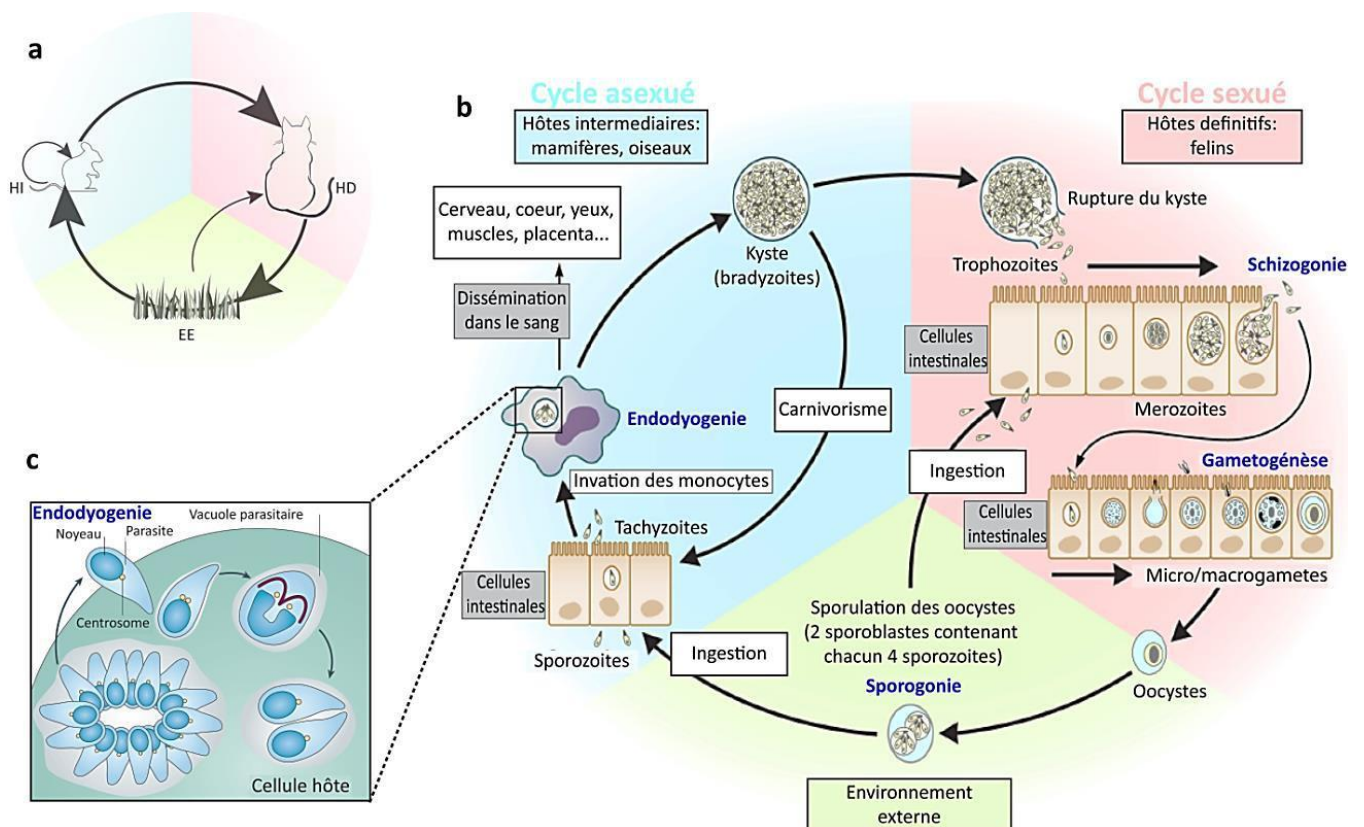 a
HI
HD
EE
b
Cycle asexué
Hôtes intermediaires:
mamifères, oiseaux
Cycle sexué
Hôtes definitifs:
felins
Cerveau, coeur, yeux,
muscles, placenta...
Dissémination
dans le sang
Kyste
(bradyzoites)
Rupture du kyste
Trophozoites
Schizogonie
Cellules
intestinales
Merozoites
Carnivorisme
Endodyogenie
Invation des monocytes
Tachyzoites
Cellules
intestinales
Sporozoites
Ingestion
Ingestion
Gametogénèse
Cellules
intestinales
Micro/macrogametes
Sporulation des oocystes
(2 sporoblastes contenant
chacun 4 sporozoites)
Sporogonie
Oocystes
Environnement
externe
c
Endodyogenie
Noyeau
Parasite
Vacuole parasitaire
Centrosome
Cellule hôte